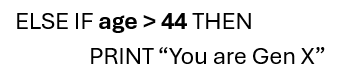 ELSE IF age > 44 THEN
PRINT “You are Gen X”